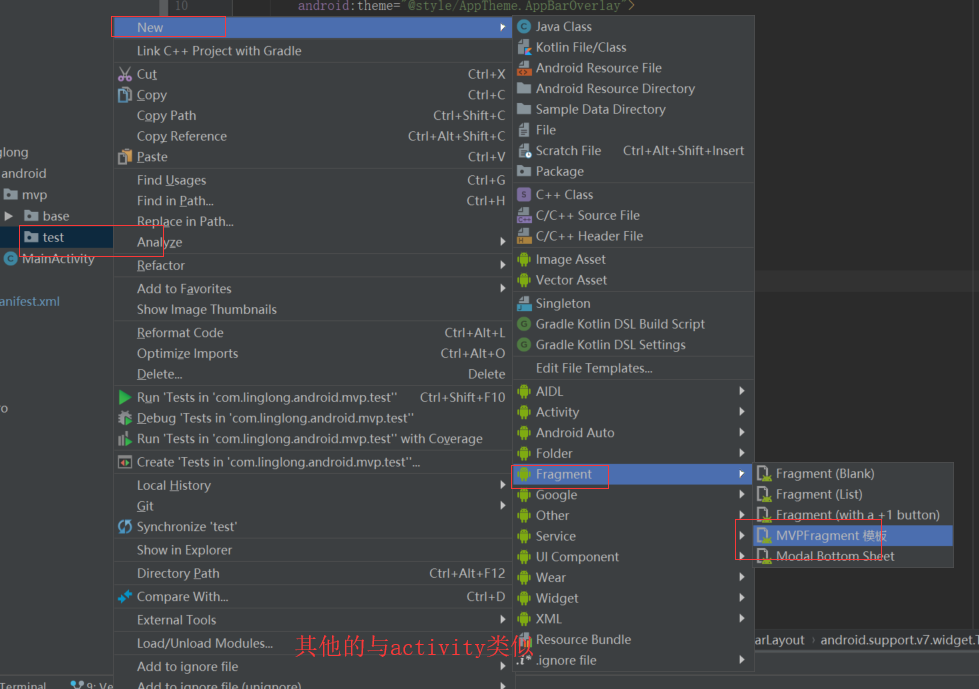 10
android:theme="@style/AppTheme.AppBarOverlay">
glong
android
mvp
base
test
MainActivity
anifest.xml
ro
New
Link C++ Project with Gradle
Cut Ctrl+X
Copy Ctrl+C
Copy Path Ctrl+Shift+C
Copy Reference Ctrl+Alt+Shift+C
Paste Ctrl+V
Find Usages Ctrl+G
Find in Path... Ctrl+H
Replace in Path...
Analyze
Refactor
Add to Favorites
Show Image Thumbnails
Reformat Code Ctrl+Alt+L
Optimize Imports Ctrl+Alt+O
Delete... Delete
Run 'Tests in 'com.linglong.android.mvp.test'' Ctrl+Shift+F10
Debug 'Tests in 'com.linglong.android.mvp.test''
Run 'Tests in 'com.linglong.android.mvp.test'' with Coverage
Create 'Tests in 'com.linglong.android.mvp.test''...
Local History
Git
Synchronize 'test'
Show in Explorer
Directory Path Ctrl+Alt+F12
Compare With... Ctrl+D
External Tools
Load/Unload Modules...
Add to ignore file
Add to ignore file (unignore)
Java Class
Kotlin File/Class
Android Resource File
Android Resource Directory
Sample Data Directory
File
Scratch File Ctrl+Alt+Shift+Insert
Package
C++ Class
C/C++ Source File
C/C++ Header File
Image Asset
Vector Asset
Singleton
Gradle Kotlin DSL Build Script
Gradle Kotlin DSL Settings
Edit File Templates...
AIDL
Activity
Android Auto
Folder
Fragment
Google
Other
Service
UI Component
Wear
Widget
XML
Resource Bundle
.ignore file
Fragment (Blank)
Fragment (List)
Fragment (with a +1 button)
MVPFragment 模板
Modal Bottom Sheet
其他的与activity类似
arLayout android.support.v7.widget.T
Terminal 9: Ve